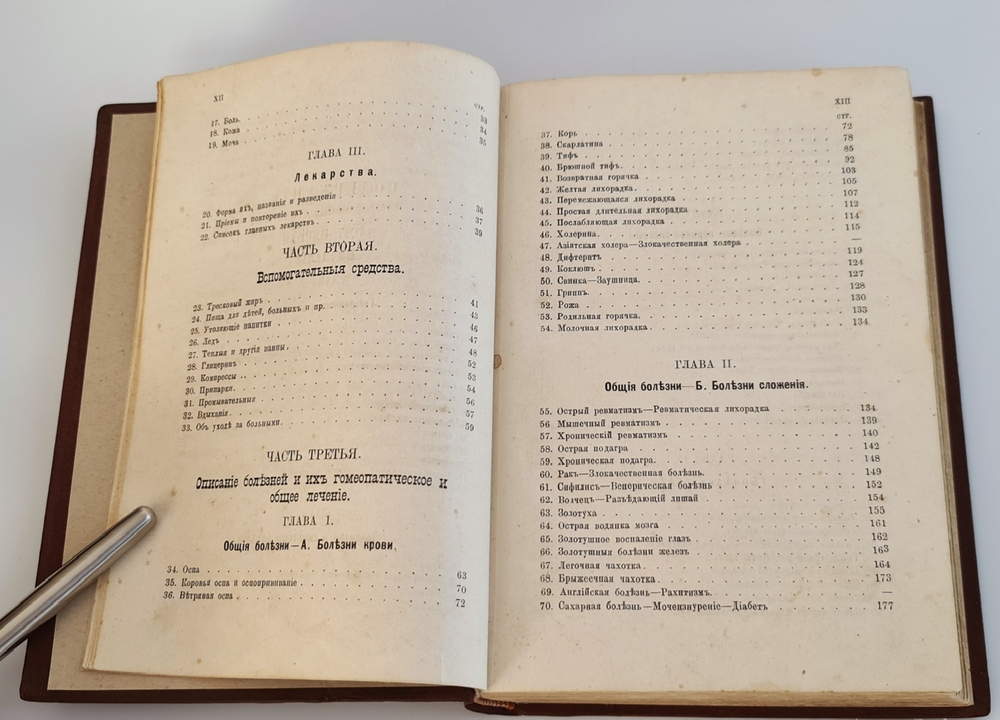 XII
стр.
17. Боль. 33
18. Кожа 34
19. Моча 35
ГЛАВА III.
Лекарства.
20. Форма ихъ, названія и разведенія 36
21. Пріемы и повтореніе ихъ 37
22. Списокъ главныхъ лекарствъ 39
ЧАСТЬ ВТОРАЯ.
Вспомогательныя средства.
23. Тресковый жиръ 41
24. Пища для дѣтей, больныхъ и пр. 43
25. Утоляющіе напитки 46
26. Ледъ 47
27. Теплыя и другія ванны. 48
28. Глицеринъ 52
29. Компрессы 53
30. Припарки. 54
31. Промывательныя 56
32. Вдыханія 57
33. Объ уходѣ за больными. 59
ЧАСТЬ ТРЕТЬЯ.
Описаніе болѣзней и ихъ гомеопатическое и
общее леченіе.
ГЛАВА I.
Общія болѣзни—А. Болѣзни крови.
34. Оспа 63
35. Коровья оспа и оспопрививаніе 70
36. Вѣтряная оспа 72
XIII
стр.
37. Корь 72
38. Скарлатина 78
39. Тифъ 85
40. Брюшной тифъ. 92
41. Возвратная горячка 103
42. Желтая лихорадка. 105
43. Перемежающаяся лихорадка 107
44. Простая длительная лихорадка 112
45. Послабляющая лихорадка 114
46. Холерина. 115
47. Азіятская холера—Злокачественная холера —
48. Дифтеритъ 119
49. Коклюшъ 124
50. Свинка—Заушница. 127
51. Гриппъ. 128
52. Рожа 130
53. Родильная горячка. 133
54. Молочная лихорадка. 134
ГЛАВА II.
Общія болѣзни—Б. Болѣзни сложенія.
55. Острый ревматизмъ—Ревматическая лихорадка 134
56 Мышечный ревматизмъ 139
57. Хроническій ревматизмъ 140
58. Острая подагра 142
59. Хроническая подагра. 148
60. Ракъ—Злокачественная болѣзнь. 149
61. Сифилисъ—Венерическая болѣзнь 152
62. Волчецъ—Разъѣдающій лишай 154
63. Золотуха 155
64. Острая водянка мозга 161
65. Золотушное воспаленіе глазъ 162
66. Золотушныя болѣзни железъ 163
67. Легочная чахотка. 164
68. Брыжеечная чахотка. 173
69. Англійская болѣзнь—Рахитизмъ. —
70. Сахарная болѣзнь—Мочеизнуреніе—Діабетъ 177